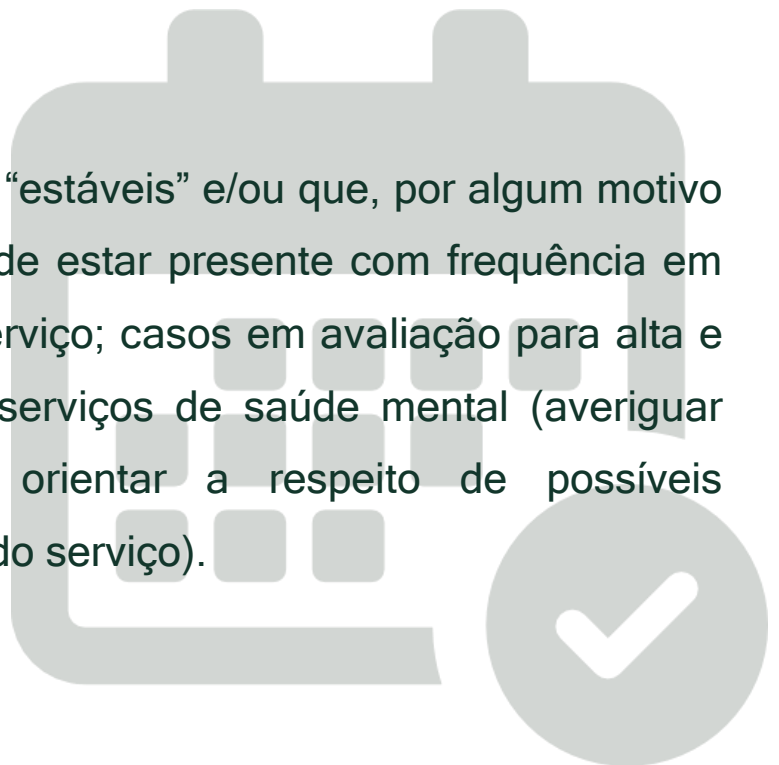 “estáveis” e/ou que, por algum motivo
de estar presente com frequência em
erviço; casos em avaliação para alta e
serviços de saúde mental (averiguar
orientar a respeito de possíveis
do serviço).